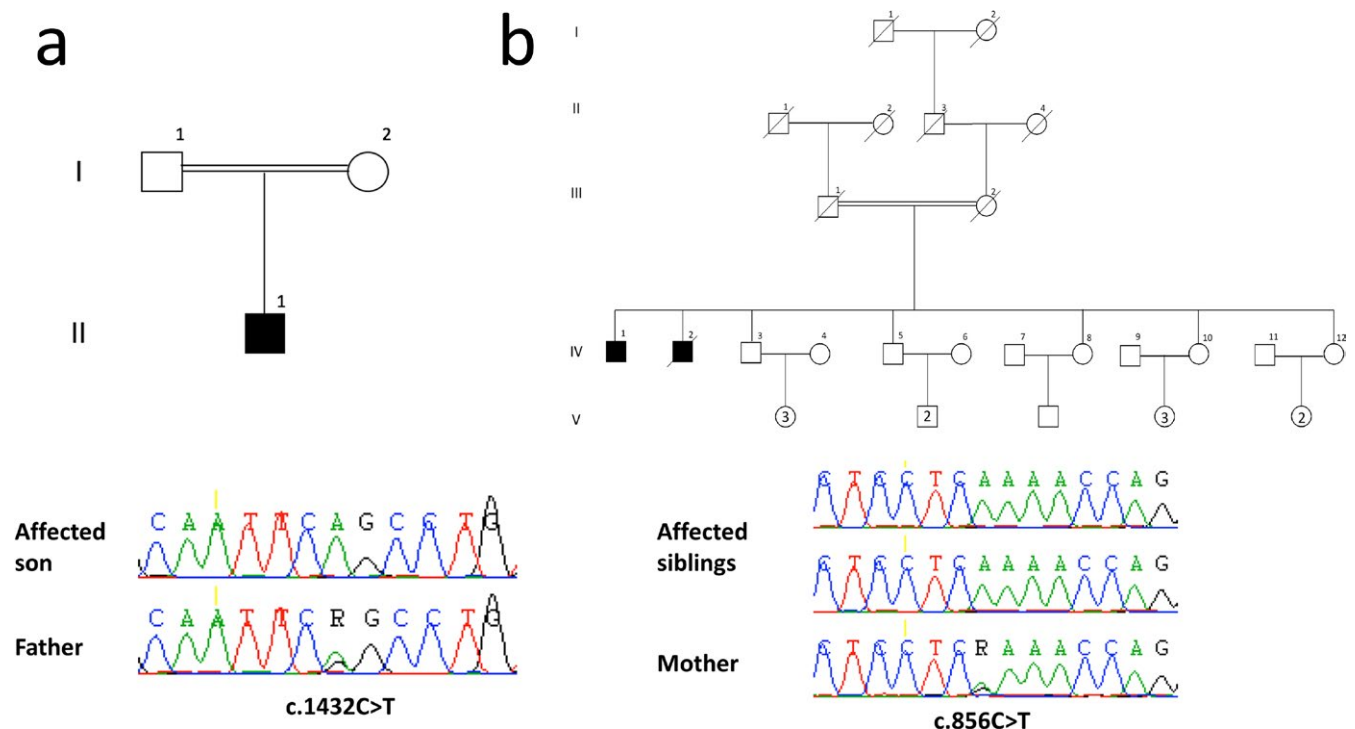 a
b
1
2
I
1
II
I
1
2
II
1
2
3
4
III
1
2
IV
1
2
3
4
5
6
7
8
9
10
11
12
V
3
2
3
2
Affected
son
C A A T T C A G C C T G
Father
C A A T T C R G C C T G
c.1432C>T
Affected
siblings
C T C C T C A A A A C C A G
C T C C T C A A A A C C A G
Mother
C T C C T C R A A A C C A G
c.856C>T